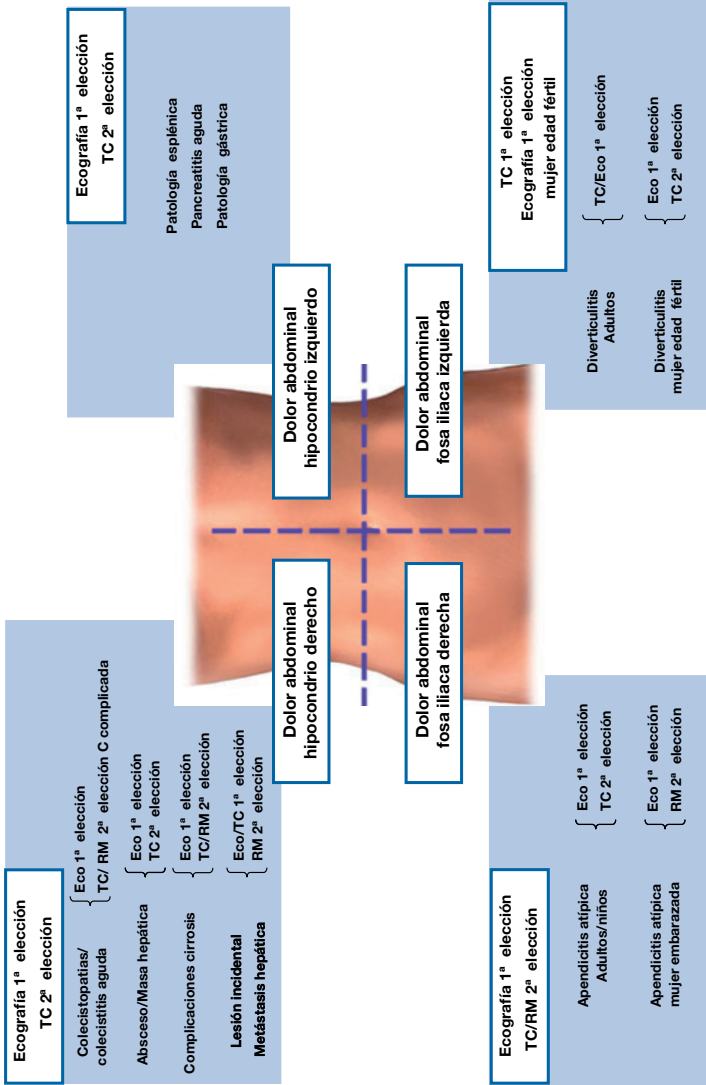 Ecografía 1ª elección
TC 2ª elección
Colecistopatias/
colecistitis aguda
Eco 1ª elección
TC/ RM 2ª elección C complicada
Absceso/Masa hepática
Eco 1ª elección
TC 2ª elección
Complicaciones cirrosis
Eco 1ª elección
TC/RM 2ª elección
Lesión incidental
Metástasis hepática
Eco/TC 1ª elección
RM 2ª elección
Ecografía 1ª elección
TC 2ª elección
Patología esplénica
Pancreatitis aguda
Patología gástrica
Dolor abdominal
hipocondrio derecho
Dolor abdominal
hipocondrio izquierdo
Dolor abdominal
fosa iliaca derecha
Dolor abdominal
fosa iliaca izquierda
Ecografía 1ª elección
TC/RM 2ª elección
Apendicitis atípica
Adultos/niños
Eco 1ª elección
TC 2ª elección
Apendicitis atípica
mujer embarazada
Eco 1ª elección
RM 2ª elección
TC 1ª elección
Ecografía 1ª elección
mujer edad fértil
Diverticulitis
Adultos
TC/Eco 1ª elección
Diverticulitis
mujer edad fértil
Eco 1ª elección
TC 2ª elección